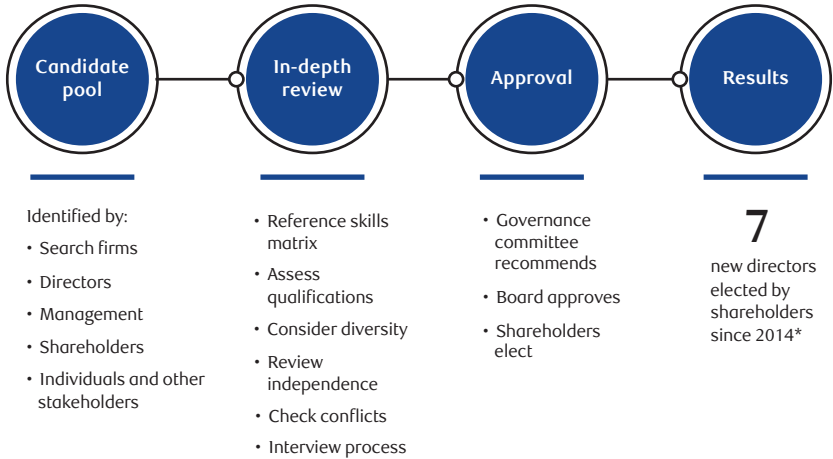 Candidate
pool
In-depth
review
Approval
Results
Identified by:
• Search firms
• Directors
• Management
• Shareholders
• Individuals and other
stakeholders
• Reference skills
matrix
• Assess
qualifications
• Consider diversity
• Review
independence
• Check conflicts
• Interview process
• Governance
committee
recommends
• Board approves
• Shareholders
elect
7
new directors
elected by
shareholders
since 2014*